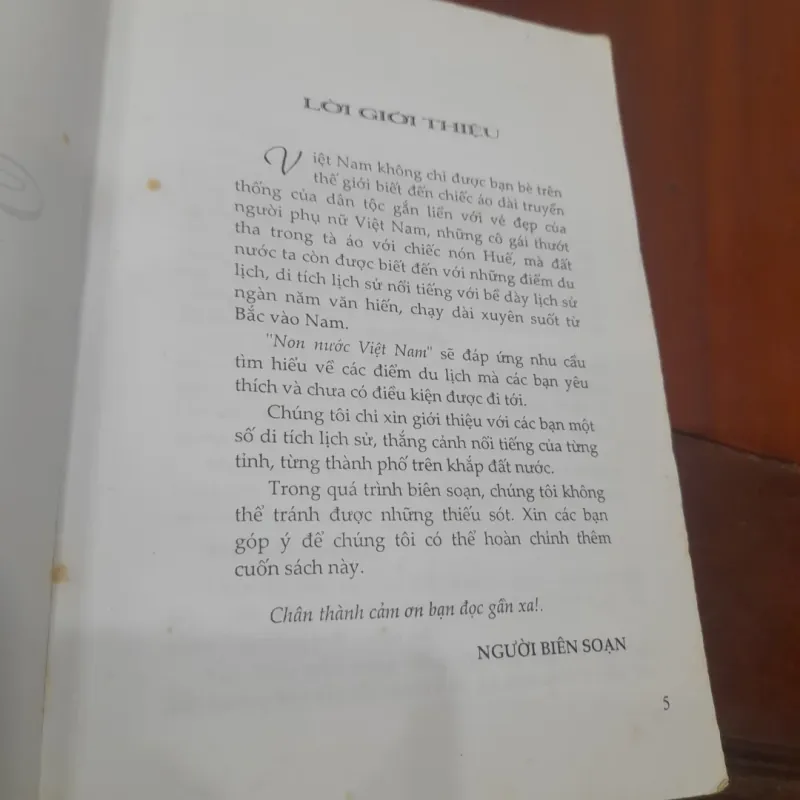 LỜI GIỚI THIỆU
Việt Nam không chỉ được bạn bè trên
thế giới biết đến chiếc áo dài truyền
thống của dân tộc gắn liền với vẻ đẹp của
người phụ nữ Việt Nam, những cô gái thướt
tha trong tà áo với chiếc nón Huế, mà đất
nước ta còn được biết đến với những điểm du
lịch, di tích lịch sử nổi tiếng với bề dày lịch sử
ngàn năm văn hiến, chạy dài xuyên suốt từ
Bắc vào Nam.
"Non nước Việt Nam" sẽ đáp ứng nhu cầu
tìm hiểu về các điểm du lịch mà các bạn yêu
thích và chưa có điều kiện được đi tới.
Chúng tôi chỉ xin giới thiệu với các bạn một
số di tích lịch sử, thắng cảnh nổi tiếng của từng
tỉnh, từng thành phố trên khắp đất nước.
Trong quá trình biên soạn, chúng tôi không
thể tránh được những thiếu sót. Xin các bạn
góp ý để chúng tôi có thể hoàn chỉnh thêm
cuốn sách này.
Chân thành cảm ơn bạn đọc gần xa!.
NGƯỜI BIÊN SOẠN
5